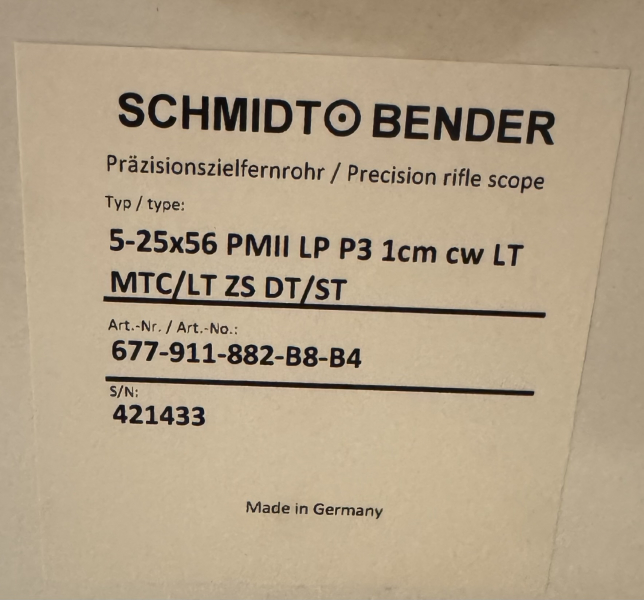 SCHMIDT BENDER
Präzisionszielfernrohr / Precision rifle scope
Typ / type:
5-25x56 PMII LP P3 1cm cw LT
MTC/LT ZS DT/ST
Art.-Nr. / Art.-No.:
677-911-882-B8-B4
S/N:
421433
Made in Germany